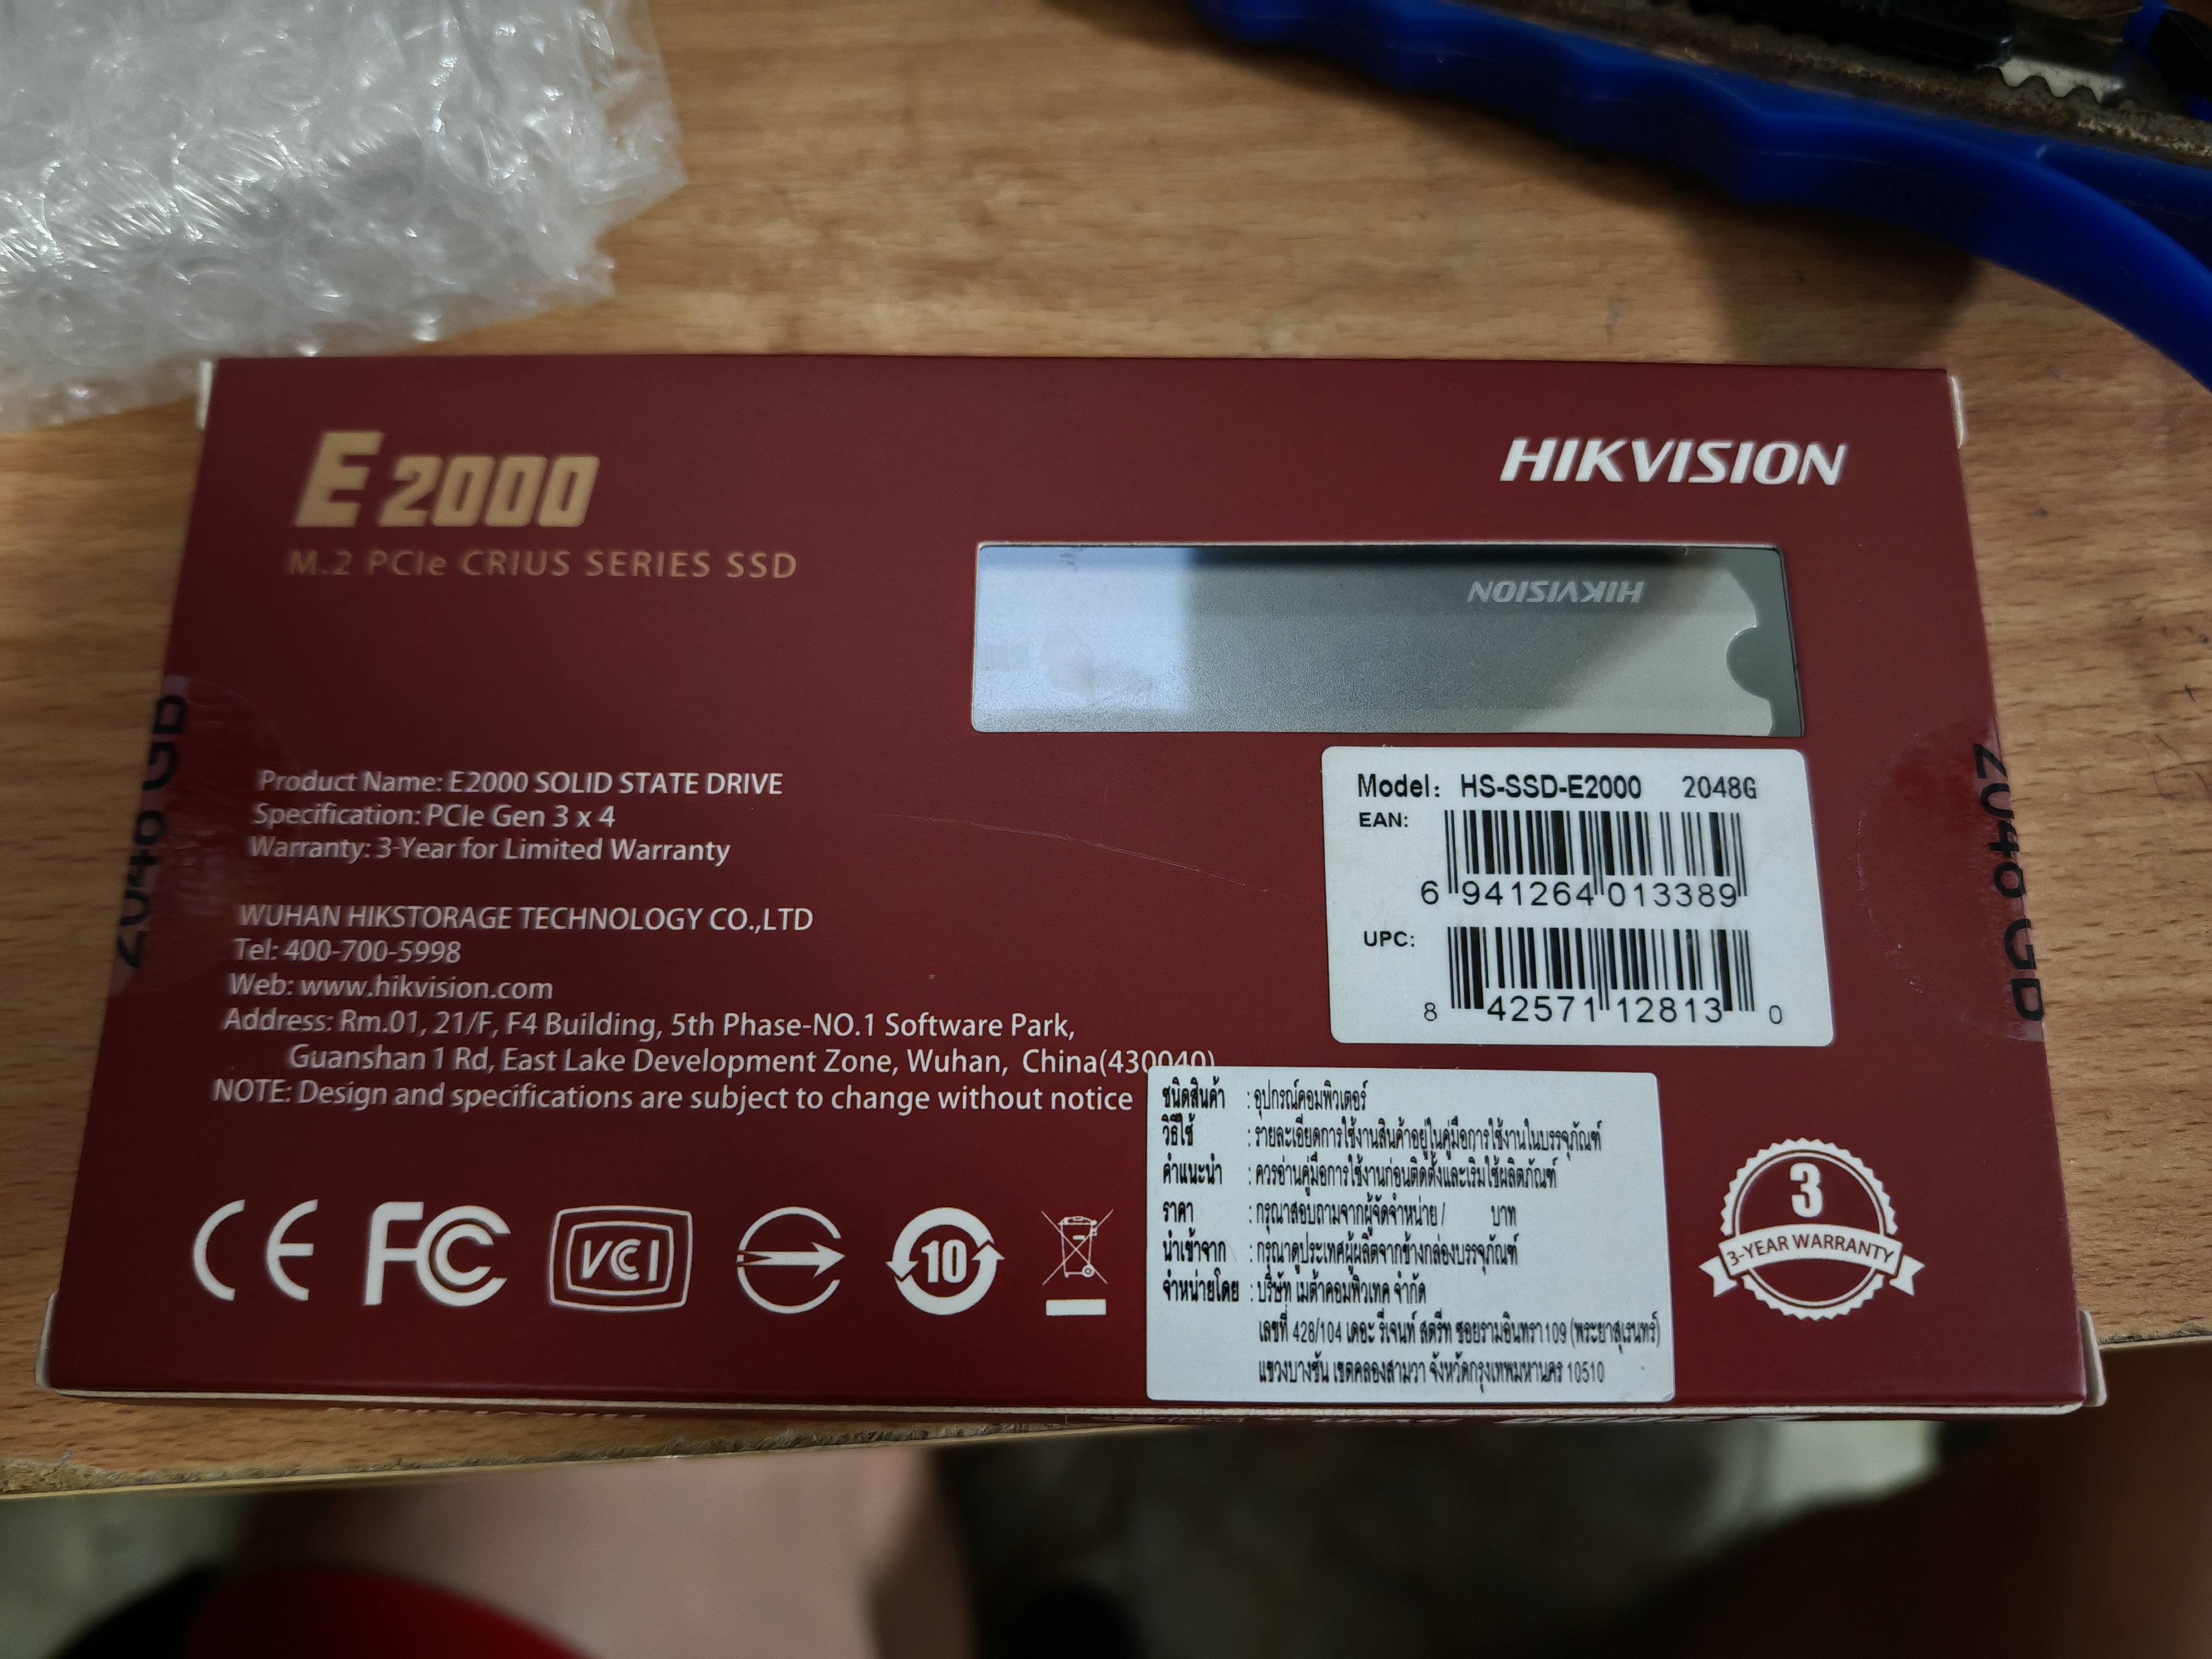 E2000
HIKVISION
M.2 PCIe CRIUS SERIES SSD
HIKVISION
Product Name: E2000 SOLID STATE DRIVE
Specification: PCIe Gen 3 x 4
Warranty: 3-Year for Limited Warranty
WUHAN HIKSTORAGE TECHNOLOGY CO.,LTD
Tel: 400-700-5998
Web: www.hikvision.com
Address: Rm.01, 21/F, F4 Building, 5th Phase-NO.1 Software Park,
Guanshan 1 Rd, East Lake Development Zone, Wuhan, China(430040)
NOTE: Design and specifications are subject to change without notice
Model: HS-SSD-E2000 2048G
EAN:
6 941264 013389
UPC:
8 42571 12813 0
2048 GB
2048 GB
ชนิดสินค้า : อุปกรณ์คอมพิวเตอร์
วิธีใช้ : รายละเอียดการใช้งานสินค้าอยู่ในคู่มือการใช้งานในบรรจุภัณฑ์
คำแนะนำ : ควรอ่านคู่มือการใช้งานก่อนติดตั้งและเริ่มใช้ผลิตภัณฑ์
ราคา : กรุณาสอบถามจากผู้จัดจำหน่าย / บาท
นำเข้าจาก : กรุณาดูประเทศผู้ผลิตจากข้างกล่องบรรจุภัณฑ์
จำหน่ายโดย : บริษัท เมต้าคอมพิวเทค จำกัด
เลขที่ 428/104 เดอะ รีเจนท์ สตรีท ซอยรามอินทรา109 (พระยาสุเรนทร์)
แขวงบางชัน เขตคลองสามวา จังหวัดกรุงเทพมหานคร 10510
CE FC VCCI 10
3
3-YEAR WARRANTY